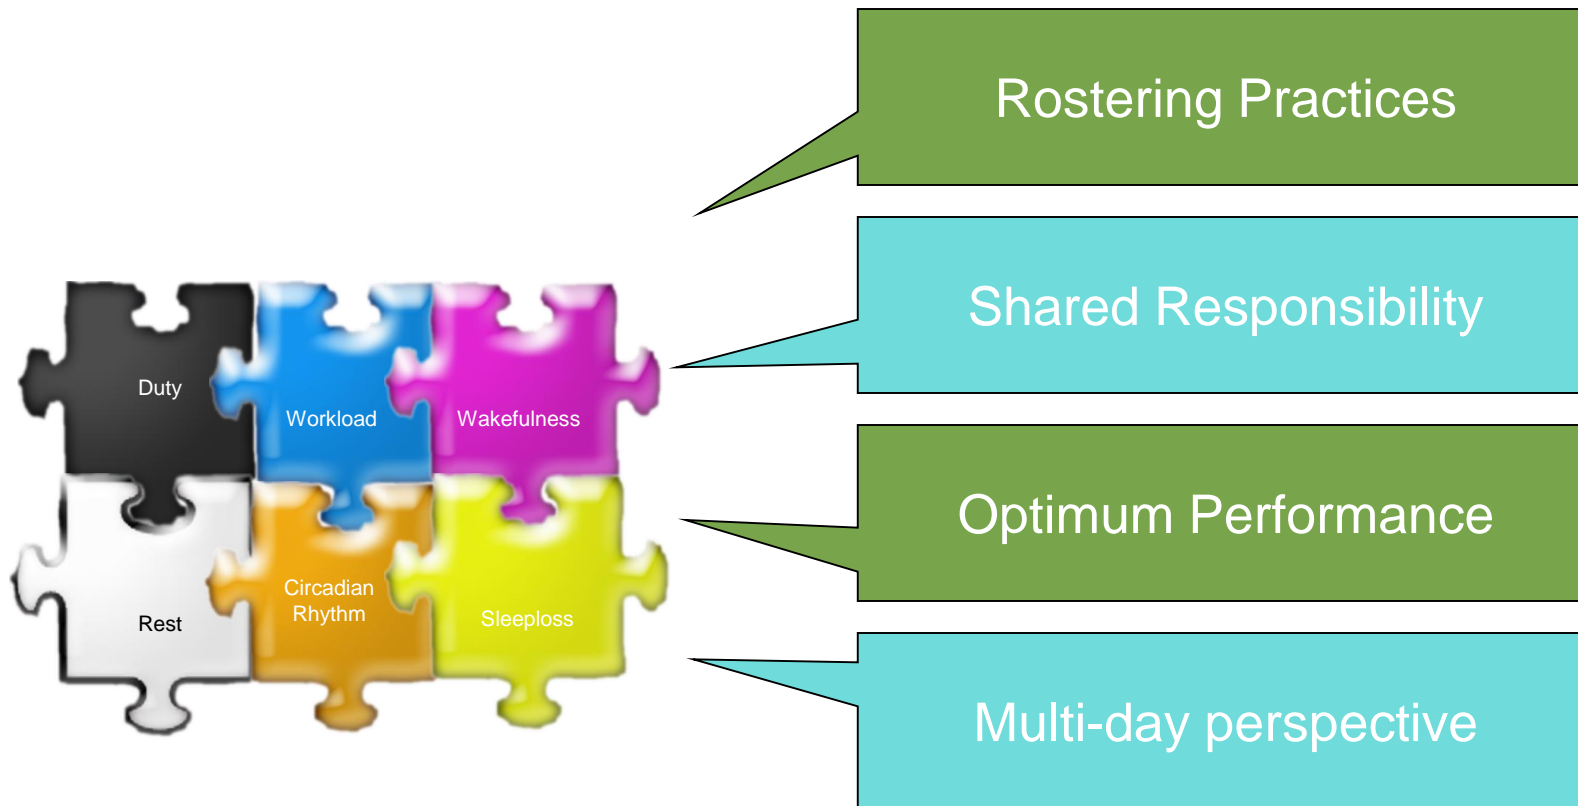 Duty
Workload
Wakefulness
Rest
Circadian
Rhythm
Sleeploss
Rostering Practices
Shared Responsibility
Optimum Performance
Multi-day perspective